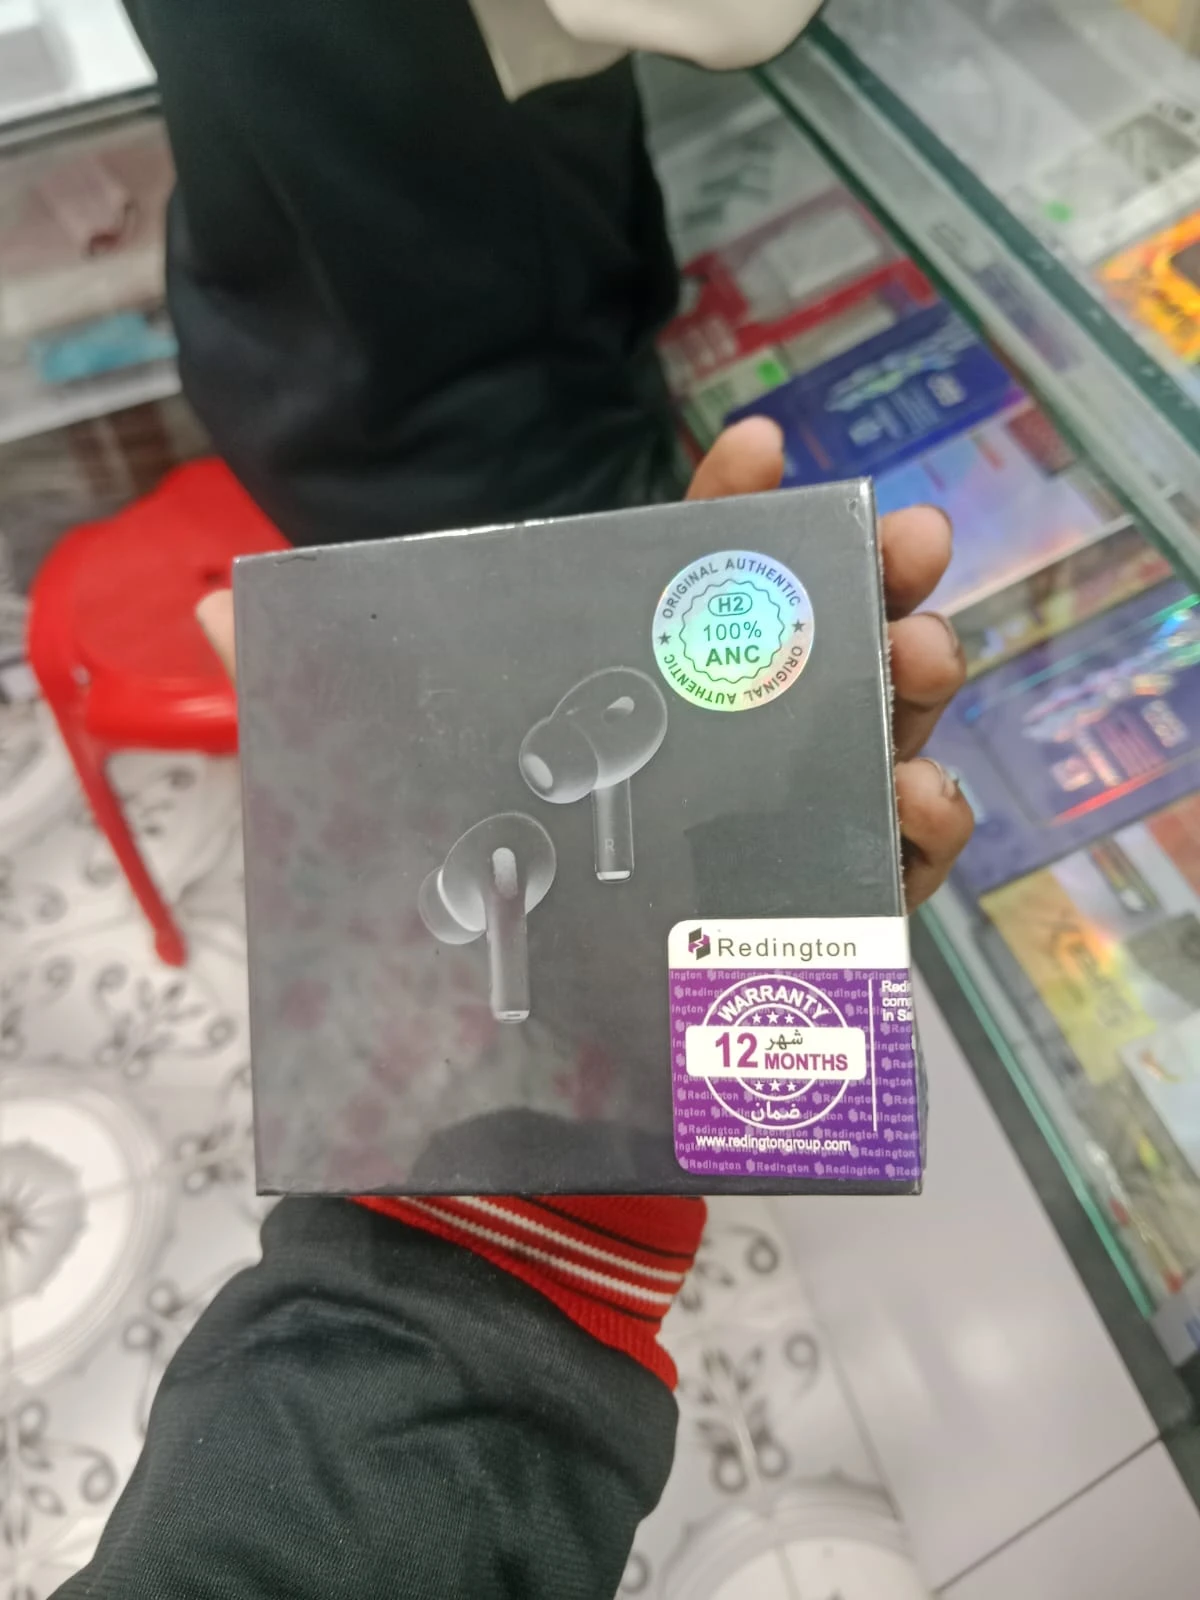 ORIGINAL AUTHENTIC
H2
100%
ANC
ORIGINAL AUTHENTIC
R
Redington
WARRANTY
12 شهر
MONTHS
ضمان
www.redingtongroup.com